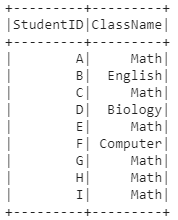 +---------+---------+
|StudentID|ClassName|
+---------+---------+
|        A|     Math|
|        B|  English|
|        C|     Math|
|        D|  Biology|
|        E|     Math|
|        F| Computer|
|        G|     Math|
|        H|     Math|
|        I|     Math|
+---------+---------+